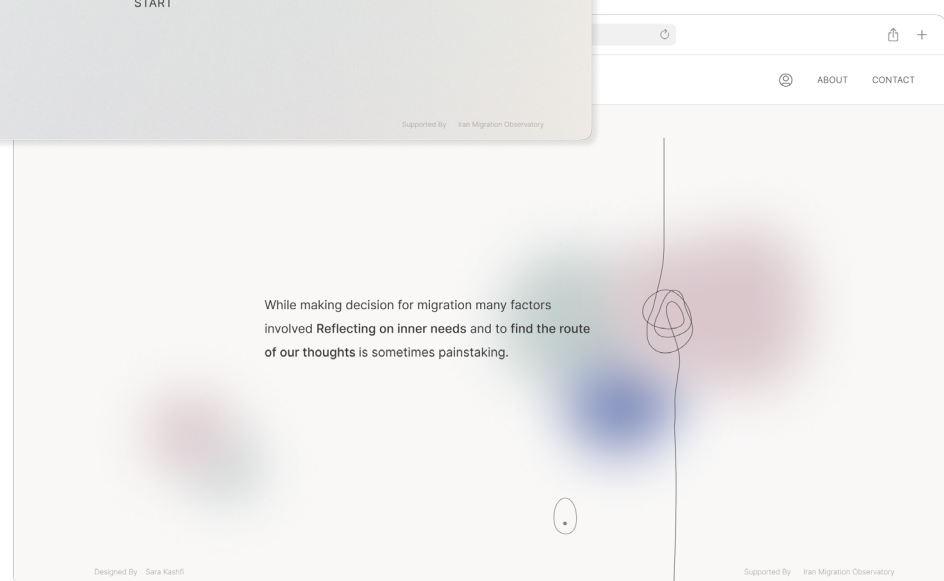 START
Supported By Iran Migration Observatory
ABOUT CONTACT
While making decision for migration many factors
involved Reflecting on inner needs and to find the route
of our thoughts is sometimes painstaking.
Designed By Sara Kashfi
Supported By Iran Migration Observatory